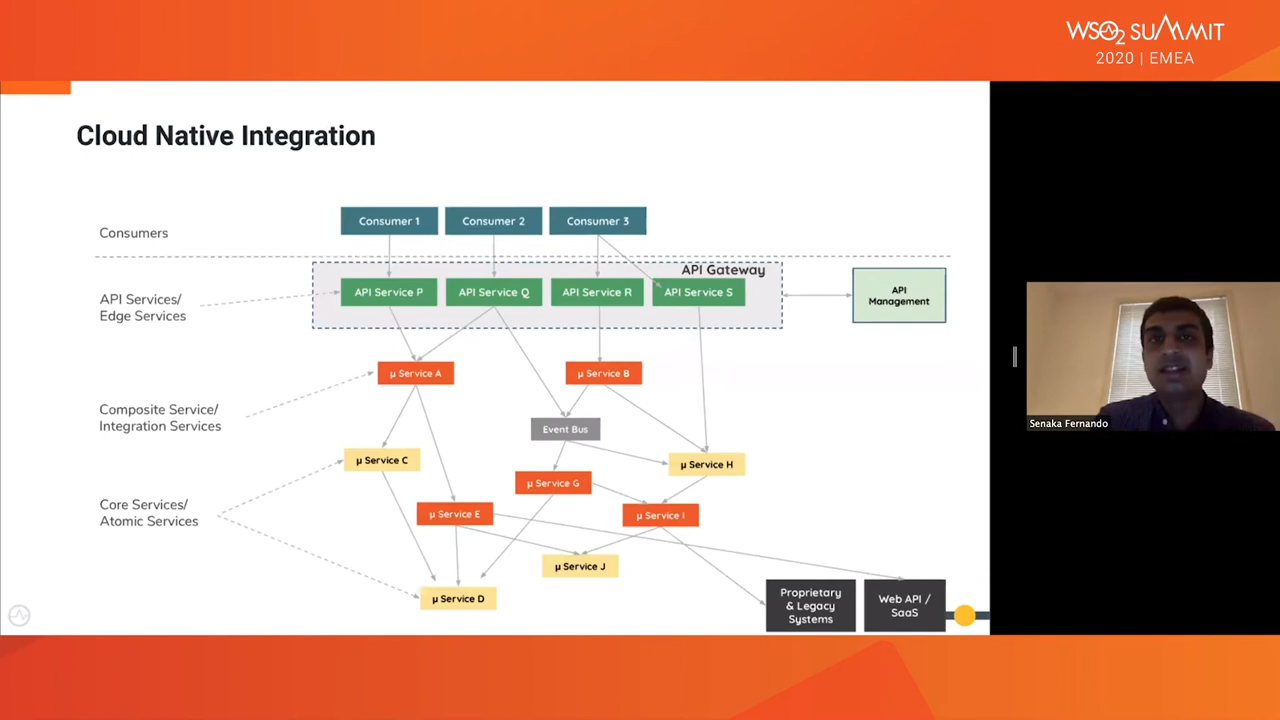 WSO2 SUMMIT
2020 | EMEA
Cloud Native Integration
Consumers
Consumer 1
Consumer 2
Consumer 3
API Gateway
API Services/
Edge Services
API Service P
API Service Q
API Service R
API Service S
API
Management
µ Service A
µ Service B
Composite Service/
Integration Services
Event Bus
µ Service C
µ Service H
µ Service G
Core Services/
Atomic Services
µ Service E
µ Service I
µ Service J
µ Service D
Proprietary
& Legacy
Systems
Web API /
SaaS
Senaka Fernando